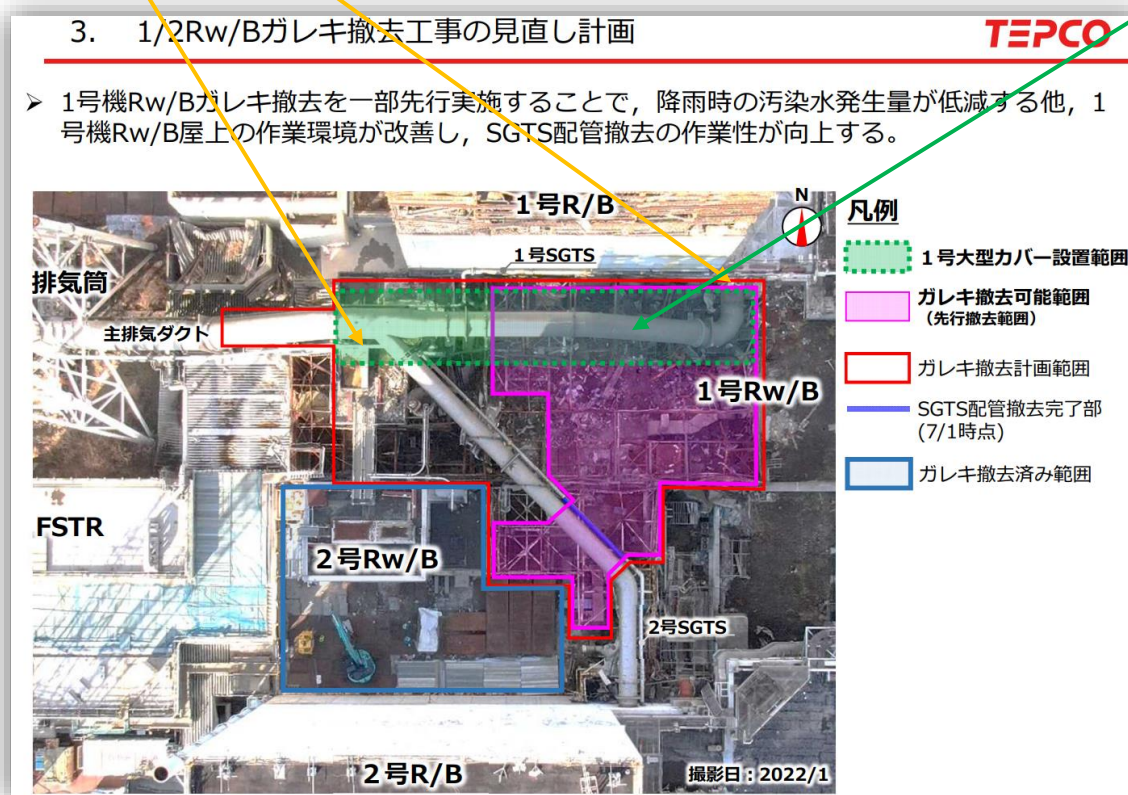 3. 1/2Rw/Bガレキ撤去工事の見直し計画
TEPCO
➢ 1号機Rw/Bガレキ撤去を一部先行実施することで，降雨時の汚染水発生量が低減する他，1
号機Rw/B屋上の作業環境が改善し，SGTS配管撤去の作業性が向上する。
1号R/B
N
1号SGTS
排気筒
主排気ダクト
1号Rw/B
FSTR
2号Rw/B
2号SGTS
2号R/B
撮影日：2022/1
凡例
1号大型カバー設置範囲
ガレキ撤去可能範囲
（先行撤去範囲）
ガレキ撤去計画範囲
SGTS配管撤去完了部
(7/1時点)
ガレキ撤去済み範囲